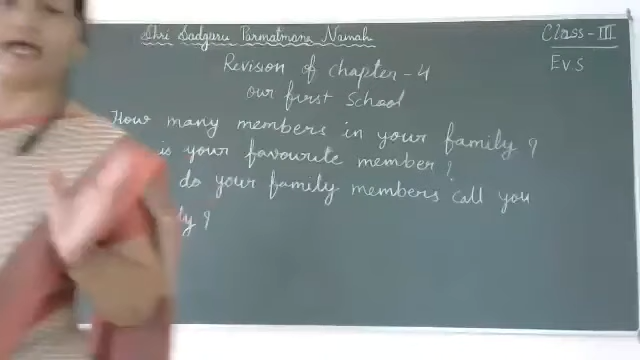 Shri Sadguru Parmatmane Namah
Class - III
E.V.S
Revision of chapter - 4
our first School
How many members in your family ?
is your favourite member ?
do your family members call you
ly ?